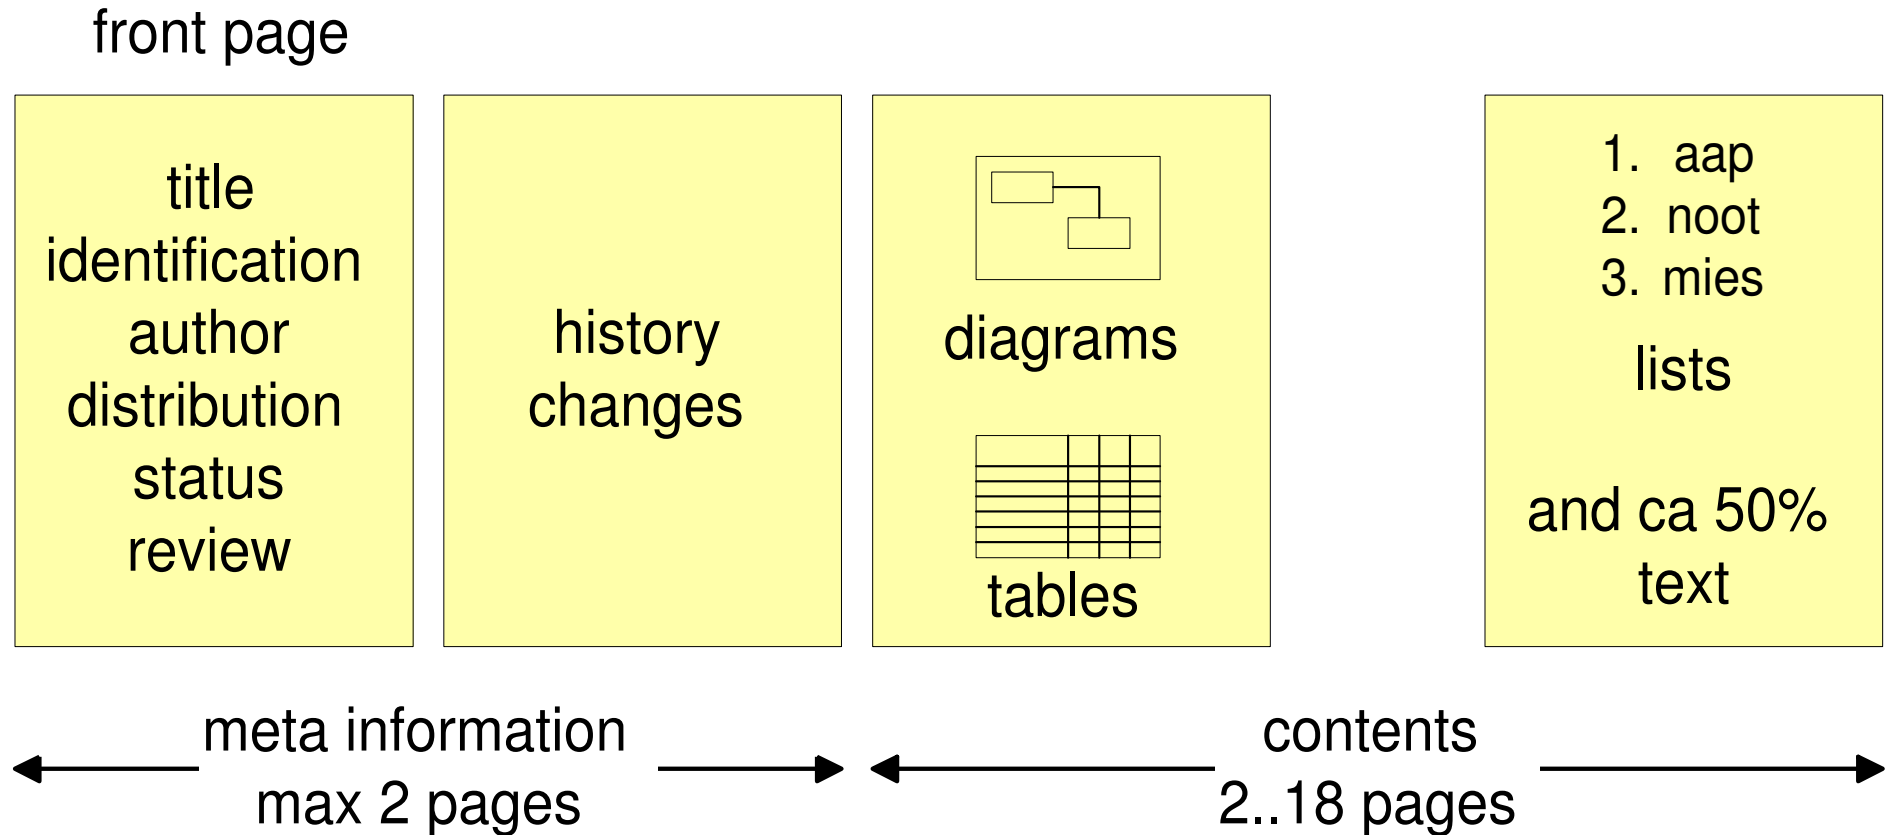 front page
title
identification
author
distribution
status
review
history
changes
diagrams
tables
1. aap
2. noot
3. mies
lists
and ca 50%
text
meta information
max 2 pages
contents
2..18 pages